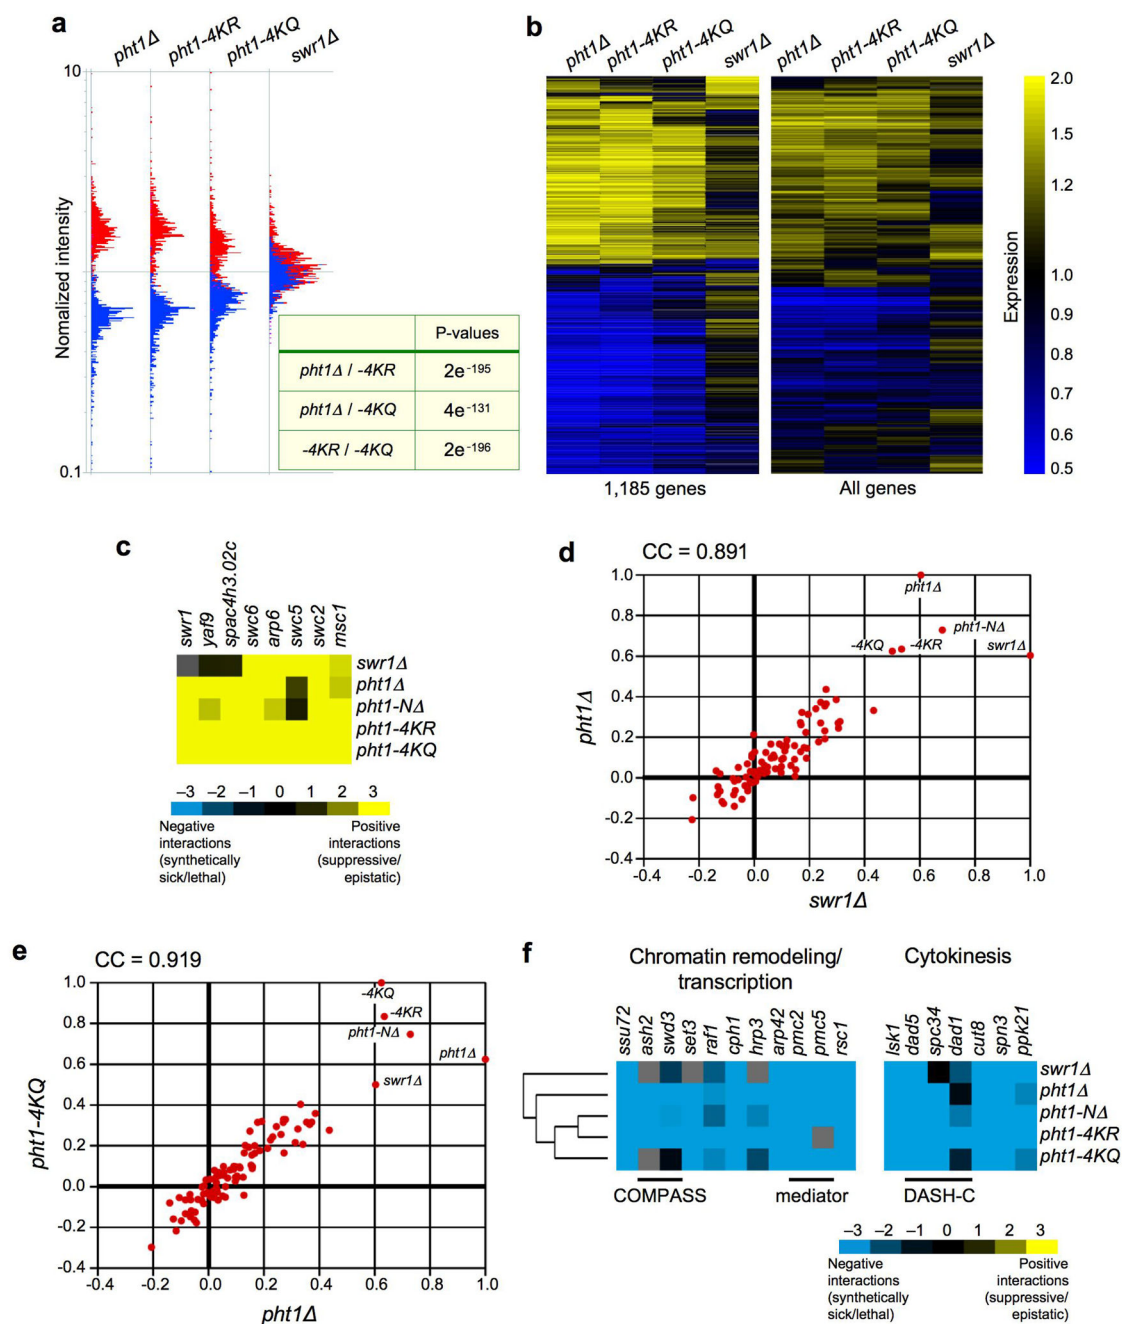 a
pht1Δ pht1-4KR pht1-4KQ swr1Δ
10
Nomalized intensity
0.1
P-values
pht1Δ / -4KR 2e-195
pht1Δ / -4KQ 4e-131
-4KR / -4KQ 2e-196
b
pht1Δ pht1-4KR pht1-4KQ swr1Δ pht1Δ pht1-4KR pht1-4KQ swr1Δ
1,185 genes All genes
2.0
1.5
1.2
1.0
0.9
0.8
0.7
0.6
0.5
Expression
c
swr1 yaf9 spac4h3.02c swc6 arp6 swc5 swc2 msc1
swr1Δ
pht1Δ
pht1-NΔ
pht1-4KR
pht1-4KQ
−3 −2 −1 0 1 2 3
Negative interactions (synthetically sick/lethal)
Positive interactions (suppressive/ epistatic)
d
CC = 0.891
1.0
0.8
0.6
0.4
0.2
0.0
-0.2
-0.4
pht1Δ
pht1Δ
pht1-NΔ
-4KQ -4KR swr1Δ
-0.4 -0.2 0.0 0.2 0.4 0.6 0.8 1.0
swr1Δ
e
CC = 0.919
1.0
0.8
0.6
0.4
0.2
0.0
-0.2
-0.4
pht1-4KQ
-4KQ
-4KR
pht1-NΔ
pht1Δ
swr1Δ
-0.4 -0.2 0.0 0.2 0.4 0.6 0.8 1.0
pht1Δ
f
Chromatin remodeling/
transcription
Cytokinesis
ssu72 ash2 swd3 set3 raf1 cph1 hrp3 arp42 pmc2 pmc5 rsc1
lsk1 dad5 spc34 dad1 cut8 spn3 ppk21
swr1Δ
pht1Δ
pht1-NΔ
pht1-4KR
pht1-4KQ
COMPASS mediator DASH-C
−3 −2 −1 0 1 2 3
Negative interactions (synthetically sick/lethal)
Positive interactions (suppressive/ epistatic)